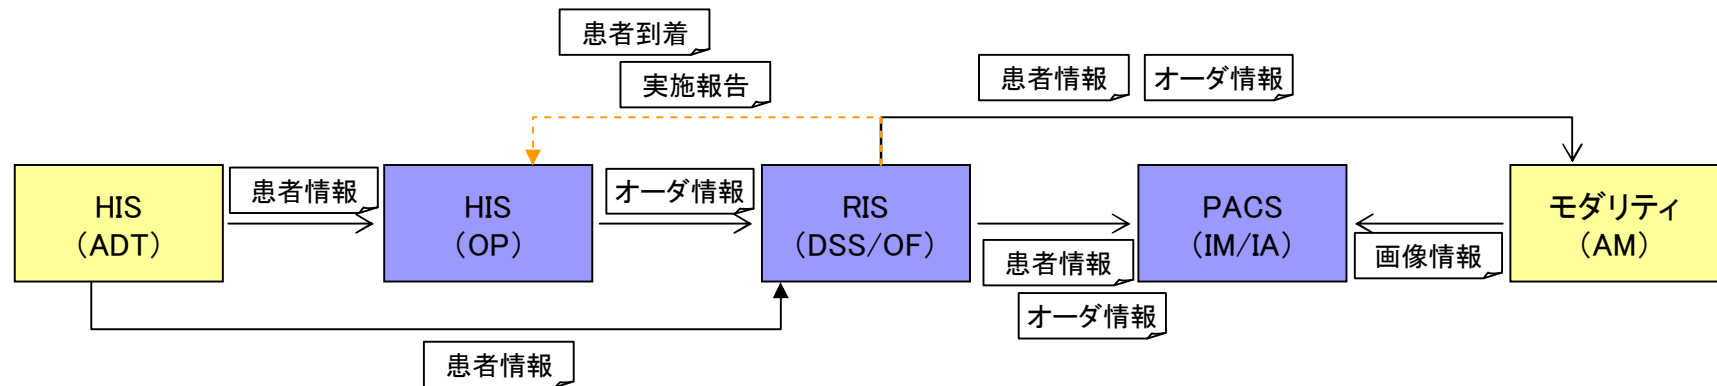 患者到着
実施報告
患者情報
オーダ情報
HIS
(ADT)
患者情報
HIS
(OP)
オーダ情報
RIS
(DSS/OF)
患者情報
オーダ情報
PACS
(IM/IA)
画像情報
モダリティ
(AM)
患者情報